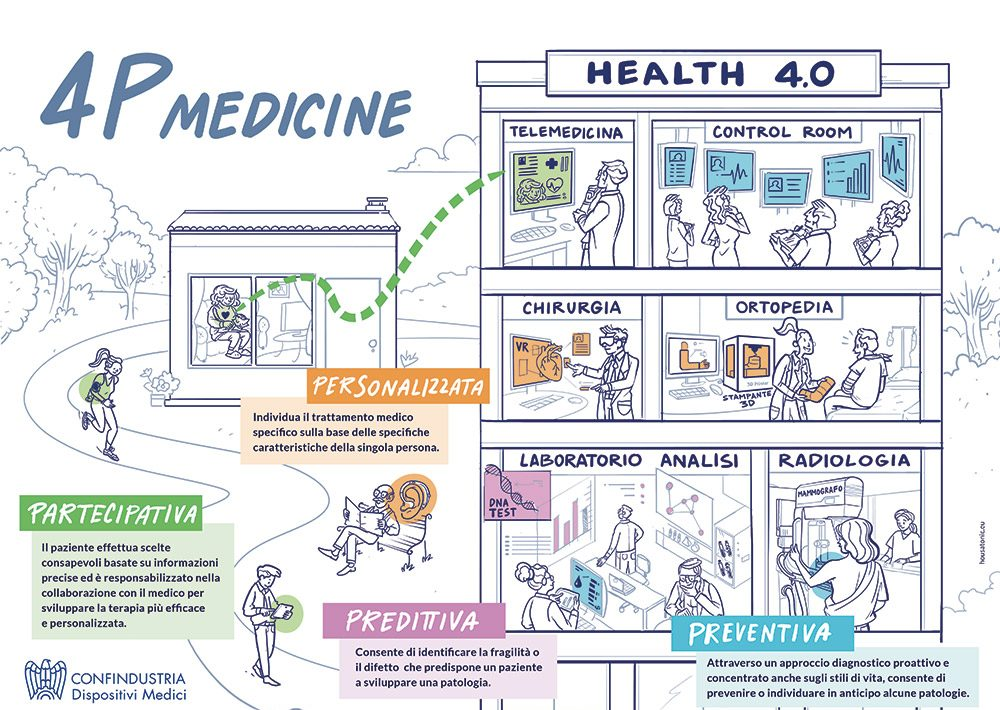 4P MEDICINE
HEALTH 4.0
TELEMEDICINA
CONTROL ROOM
CHIRURGIA
ORTOPEDIA
VR
3D Printer
STAMPANTE
3D
PERSONALIZZATA
Individua il trattamento medico
specifico sulla base delle specifiche
caratteristiche della singola persona.
LABORATORIO ANALISI
RADIOLOGIA
DNA
TEST
MAMMOGRAFO
PARTECIPATIVA
Il paziente effettua scelte
consapevoli basate su informazioni
precise ed è responsabilizzato nella
collaborazione con il medico per
sviluppare la terapia più efficace
e personalizzata.
PREDITTIVA
Consente di identificare la fragilità o
il difetto che predispone un paziente
a sviluppare una patologia.
PREVENTIVA
Attraverso un approccio diagnostico proattivo e
concentrato anche sugli stili di vita, consente di
prevenire o individuare in anticipo alcune patologie.
CONFINDUSTRIA
Dispositivi Medici
housatonic.eu